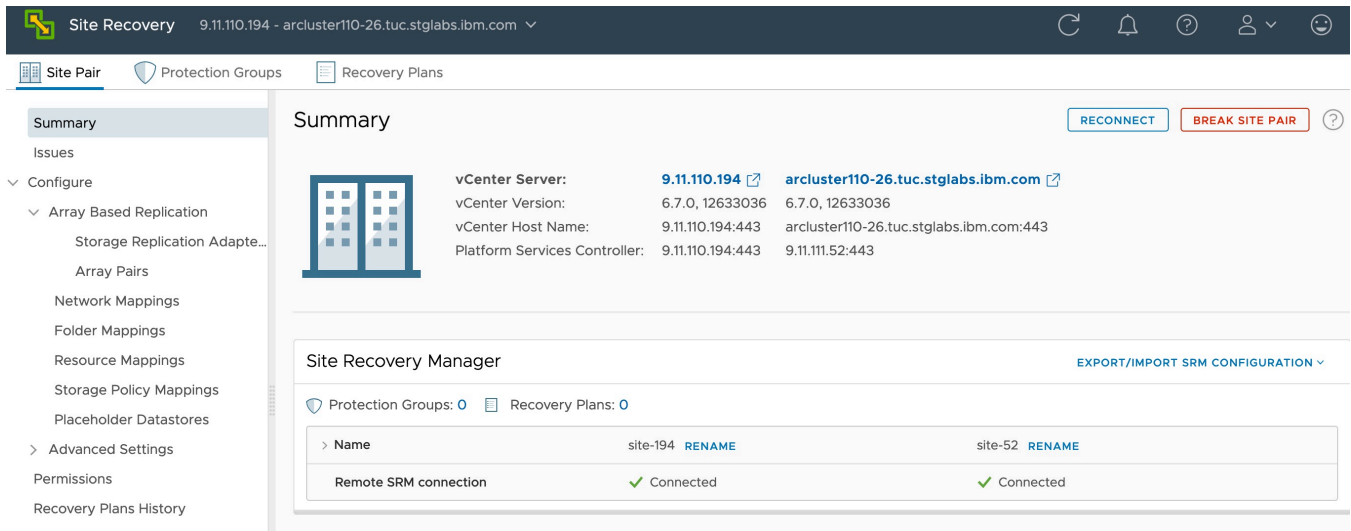 Site Recovery 9.11.110.194 - arcluster110-26.tuc.stglabs.ibm.com
Site Pair Protection Groups Recovery Plans
Summary
Issues
Configure
Array Based Replication
Storage Replication Adapte...
Array Pairs
Network Mappings
Folder Mappings
Resource Mappings
Storage Policy Mappings
Placeholder Datastores
Advanced Settings
Permissions
Recovery Plans History
Summary RECONNECT BREAK SITE PAIR
vCenter Server: 9.11.110.194 arcluster110-26.tuc.stglabs.ibm.com
vCenter Version: 6.7.0, 12633036 6.7.0, 12633036
vCenter Host Name: 9.11.110.194:443 arcluster110-26.tuc.stglabs.ibm.com:443
Platform Services Controller: 9.11.110.194:443 9.11.111.52:443
Site Recovery Manager EXPORT/IMPORT SRM CONFIGURATION
Protection Groups: 0 Recovery Plans: 0
Name site-194 RENAME site-52 RENAME
Remote SRM connection Connected Connected